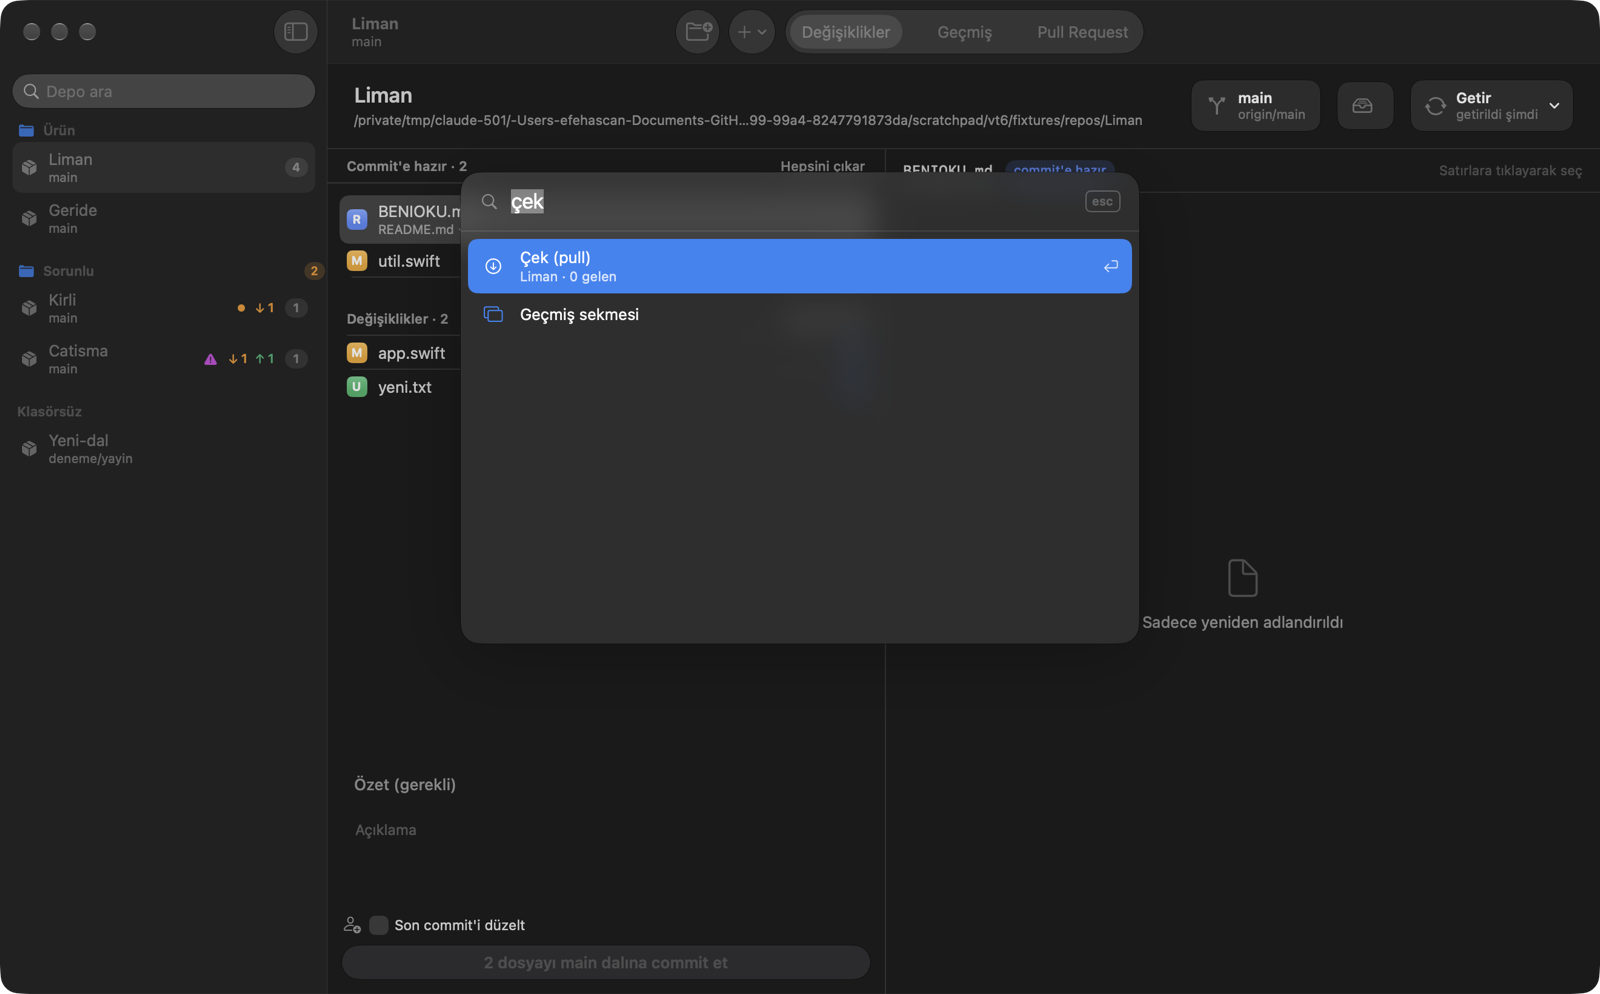 Liman
main
Değişiklikler
Geçmiş
Pull Request
Depo ara
Ürün
Liman
main
4
Geride
main
Sorunlu
2
Kirli
main
1
1
Catisma
main
1
1
1
Klasörsüz
Yeni-dal
deneme/yayin
Liman
/private/tmp/claude-501/-Users-efehascan-Documents-GitH...99-99a4-8247791873da/scratchpad/vt6/fixtures/repos/Liman
main
origin/main
Getir
getirildi şimdi
Commit'e hazır · 2
Hepsini çıkar
R
BENIOKU.m
README.md
M
util.swift
Değişiklikler · 2
M
app.swift
U
yeni.txt
BENIOKU.md
commit'e hazır
Satırlara tıklayarak seç
çek
esc
Çek (pull)
Liman · 0 gelen
Geçmiş sekmesi
Sadece yeniden adlandırıldı
Özet (gerekli)
Açıklama
Son commit'i düzelt
2 dosyayı main dalına commit et